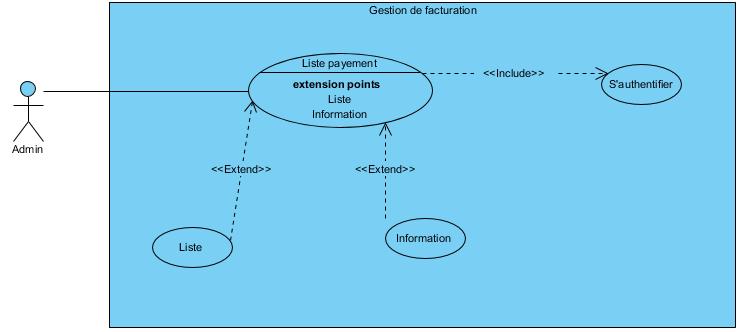 Gestion de facturation
Liste payement
extension points
Liste
Information
<<Include>>
S'authentifier
Admin
<<Extend>>
<<Extend>>
Liste
Information